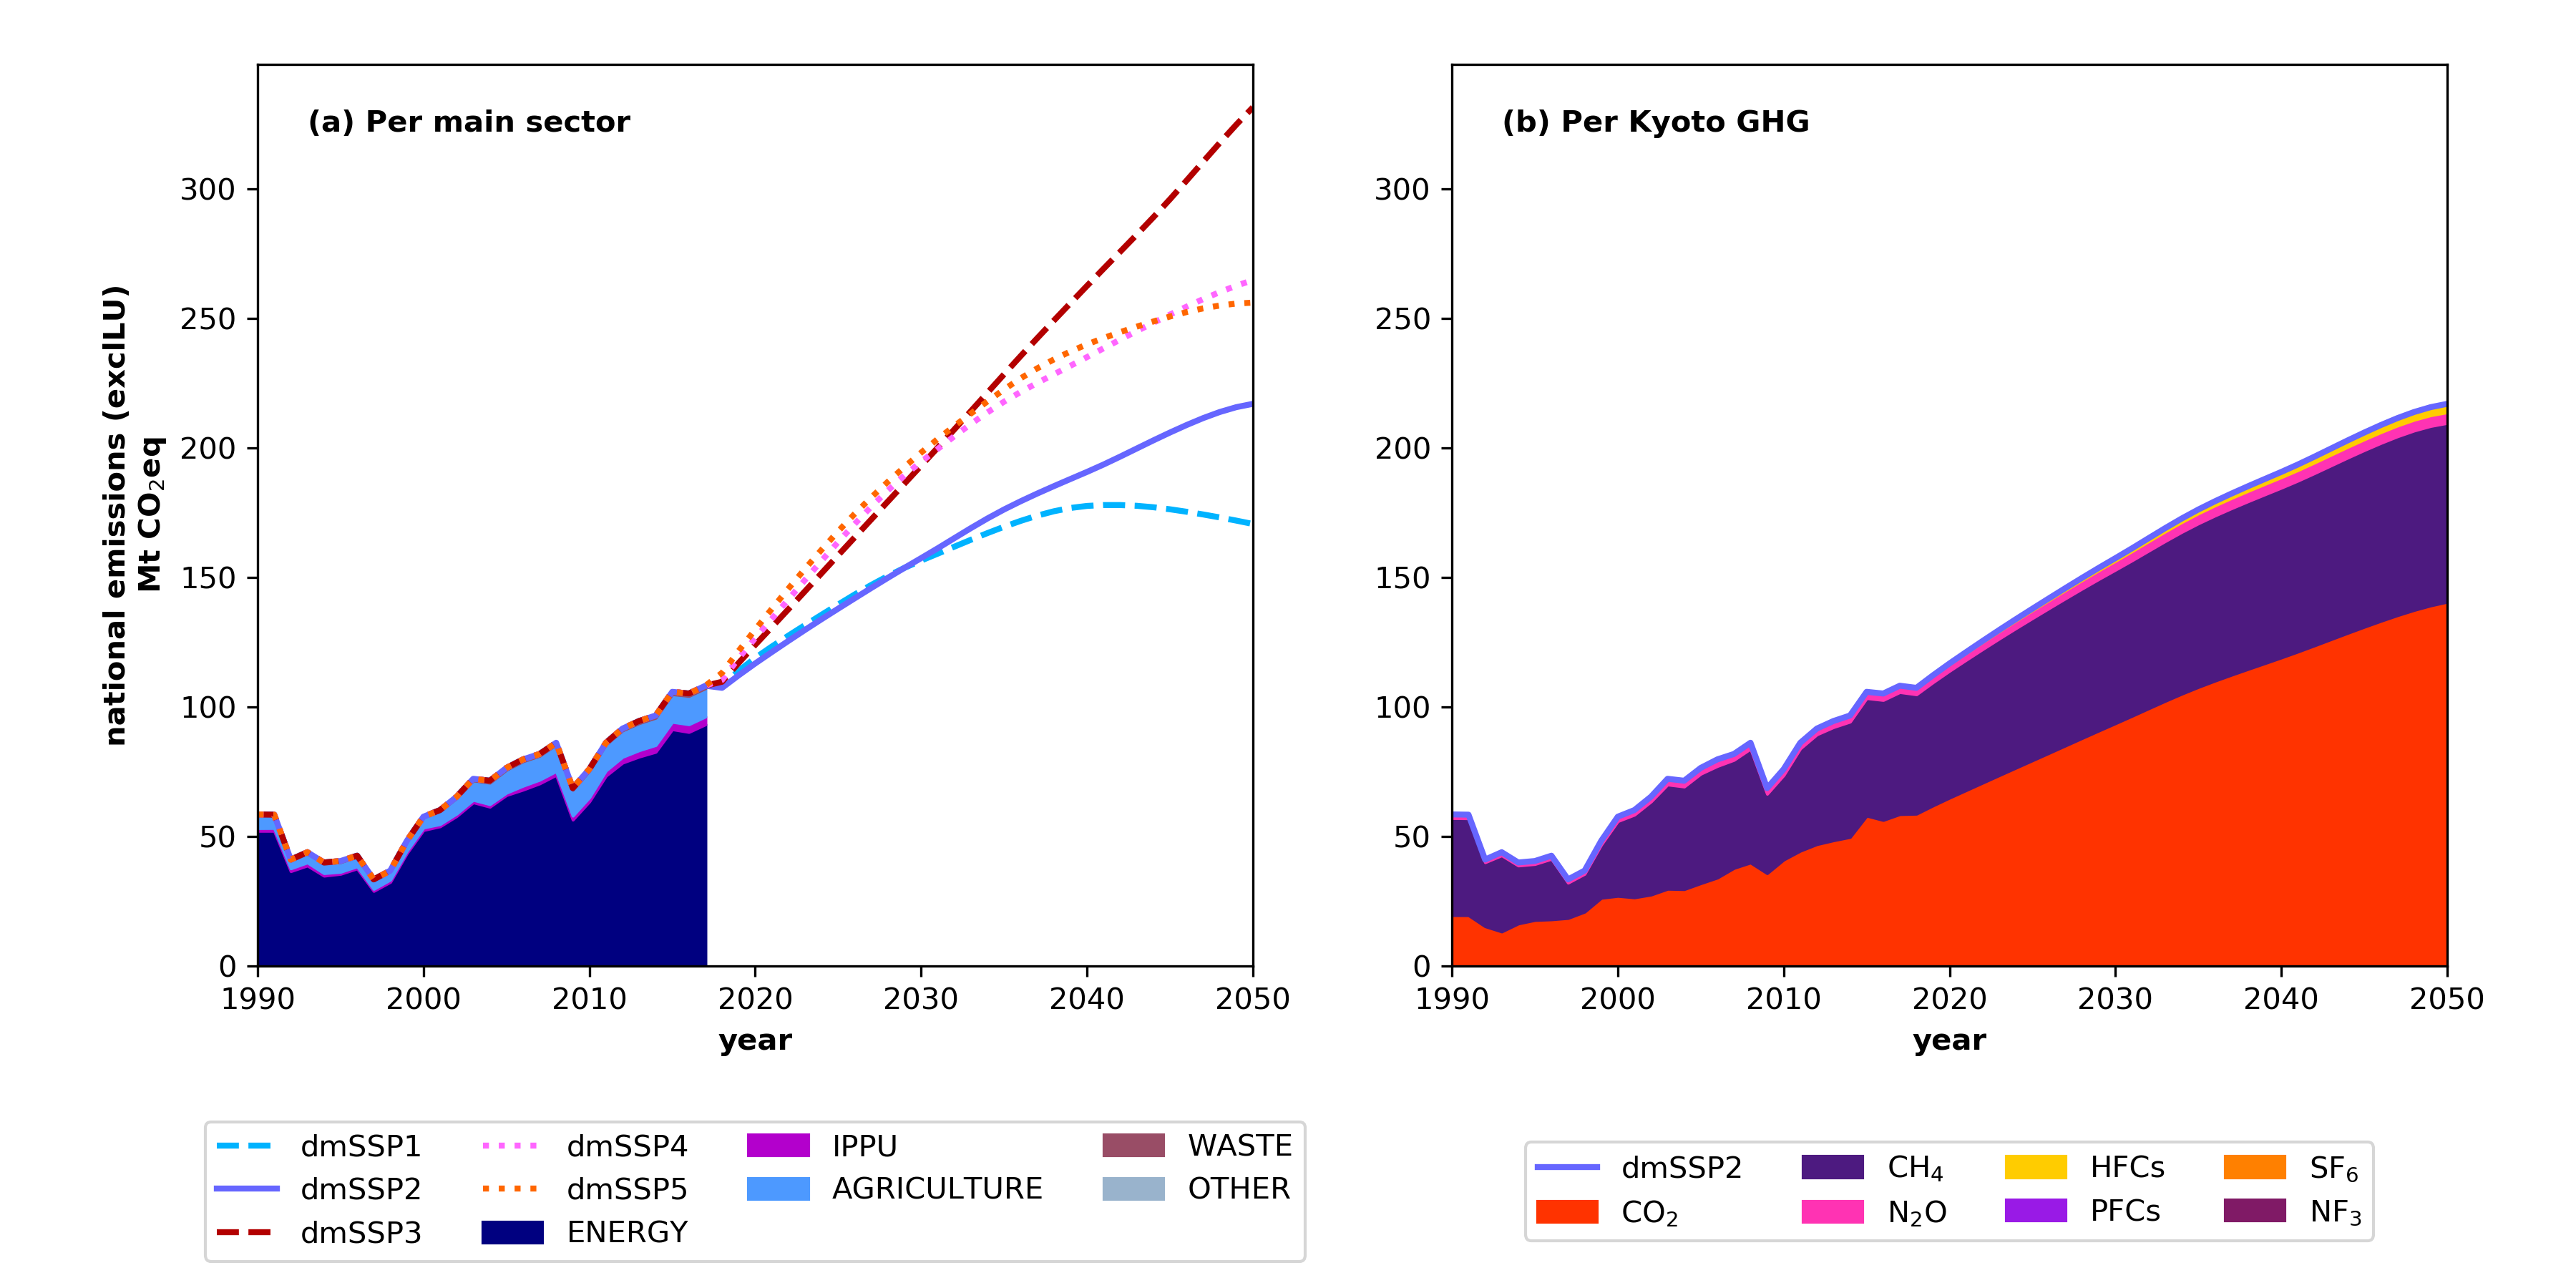 (a) Per main sector
national emissions (exclLU)
Mt CO₂eq
300
250
200
150
100
50
0
1990 2000 2010 2020 2030 2040 2050
year
dmSSP1 dmSSP4 IPPU WASTE
dmSSP2 dmSSP5 AGRICULTURE OTHER
dmSSP3 ENERGY
(b) Per Kyoto GHG
300
250
200
150
100
50
0
1990 2000 2010 2020 2030 2040 2050
year
dmSSP2 CH₄ HFCs SF₆
CO₂ N₂O PFCs NF₃